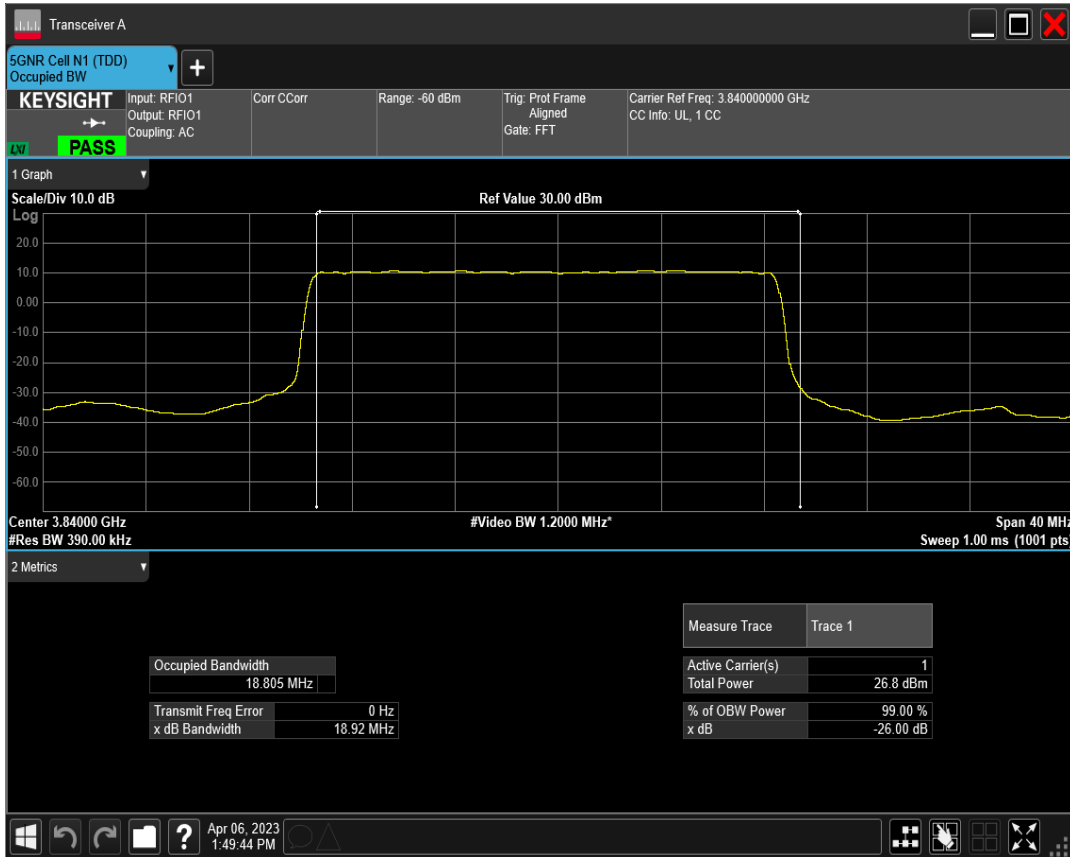 Transceiver A
5GNR Cell N1 (TDD)
Occupied BW
+
KEYSIGHT
LXI
PASS
Input: RFIO1
Output: RFIO1
Coupling: AC
Corr CCorr
Range: -60 dBm
Trig: Prot Frame
Aligned
Gate: FFT
Carrier Ref Freq: 3.840000000 GHz
CC Info: UL, 1 CC
1 Graph
Scale/Div 10.0 dB
Ref Value 30.00 dBm
Log
20.0
10.0
0.00
-10.0
-20.0
-30.0
-40.0
-50.0
-60.0
Center 3.84000 GHz
#Video BW 1.2000 MHz*
Span 40 MHz
#Res BW 390.00 kHz
Sweep 1.00 ms (1001 pts)
2 Metrics
Measure Trace
Trace 1
Occupied Bandwidth
18.805 MHz
Active Carrier(s)
1
Total Power
26.8 dBm
Transmit Freq Error
0 Hz
x dB Bandwidth
18.92 MHz
% of OBW Power
99.00 %
x dB
-26.00 dB
?
Apr 06, 2023
1:49:44 PM